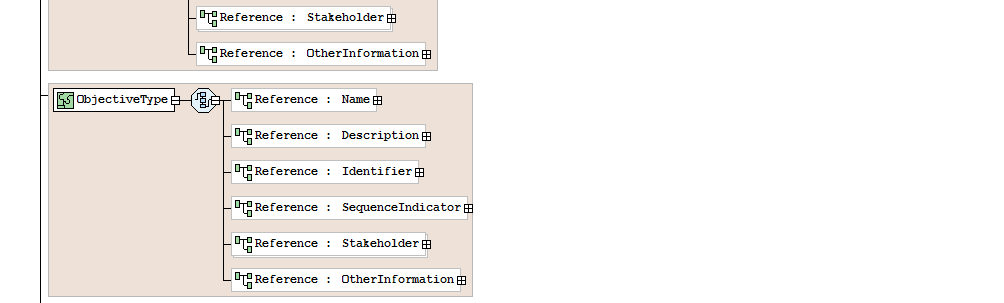 Reference : Stakeholder
Reference : OtherInformation
ObjectiveType
Reference : Name
Reference : Description
Reference : Identifier
Reference : SequenceIndicator
Reference : Stakeholder
Reference : OtherInformation